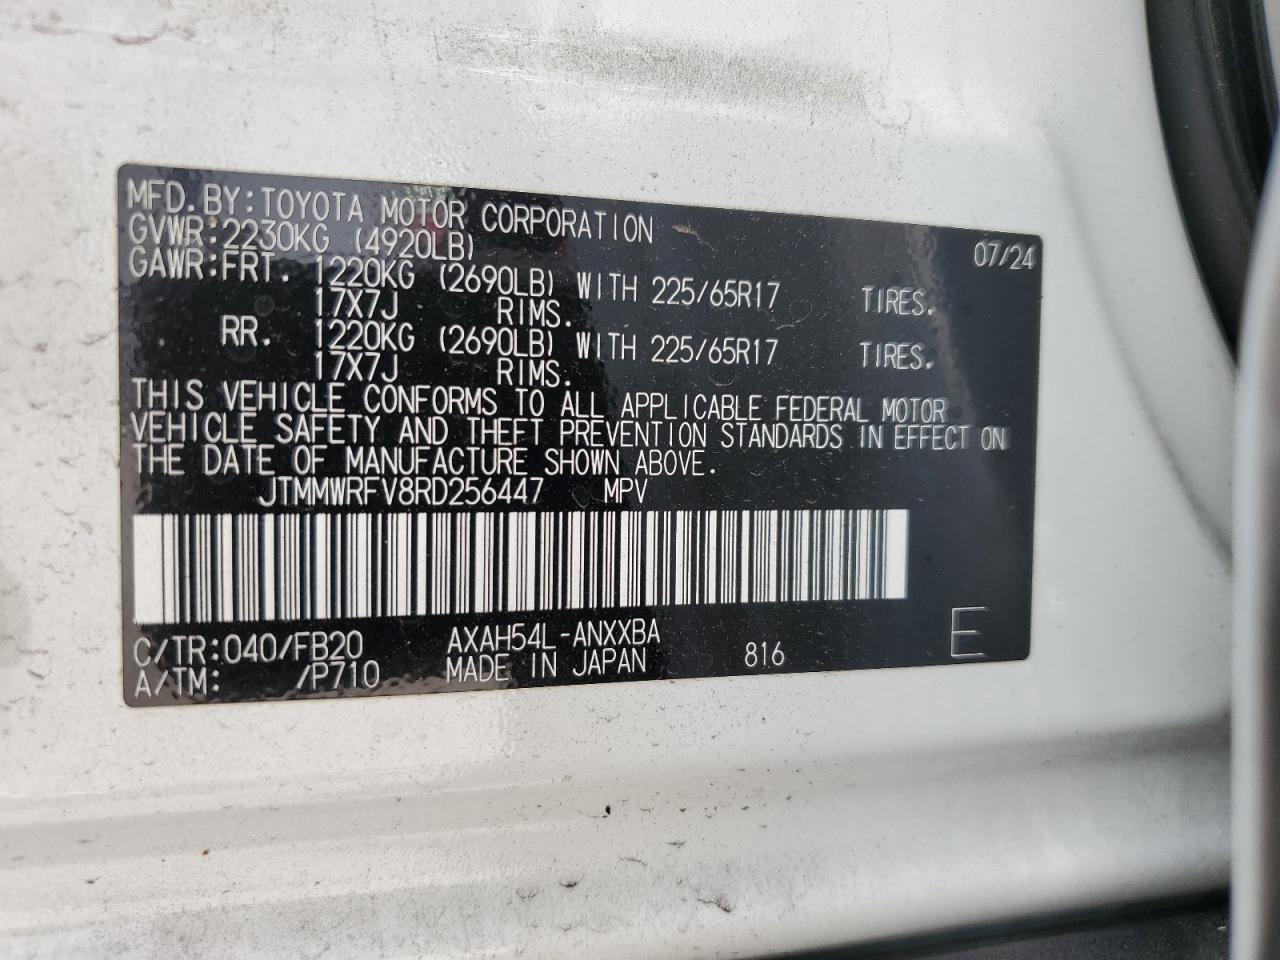 MFD.BY:TOYOTA MOTOR CORPORATION 07/24
GVWR:2230KG (4920LB)
GAWR:FRT. 1220KG (2690LB) WITH 225/65R17 TIRES.
17X7J RIMS.
RR. 1220KG (2690LB) WITH 225/65R17 TIRES.
17X7J RIMS.
THIS VEHICLE CONFORMS TO ALL APPLICABLE FEDERAL MOTOR
VEHICLE SAFETY AND THEFT PREVENTION STANDARDS IN EFFECT ON
THE DATE OF MANUFACTURE SHOWN ABOVE.
JTMMWRFV8RD256447 MPV
C/TR:040/FB20 AXAH54L-ANXXBA
A/TM: /P710 MADE IN JAPAN 816 E